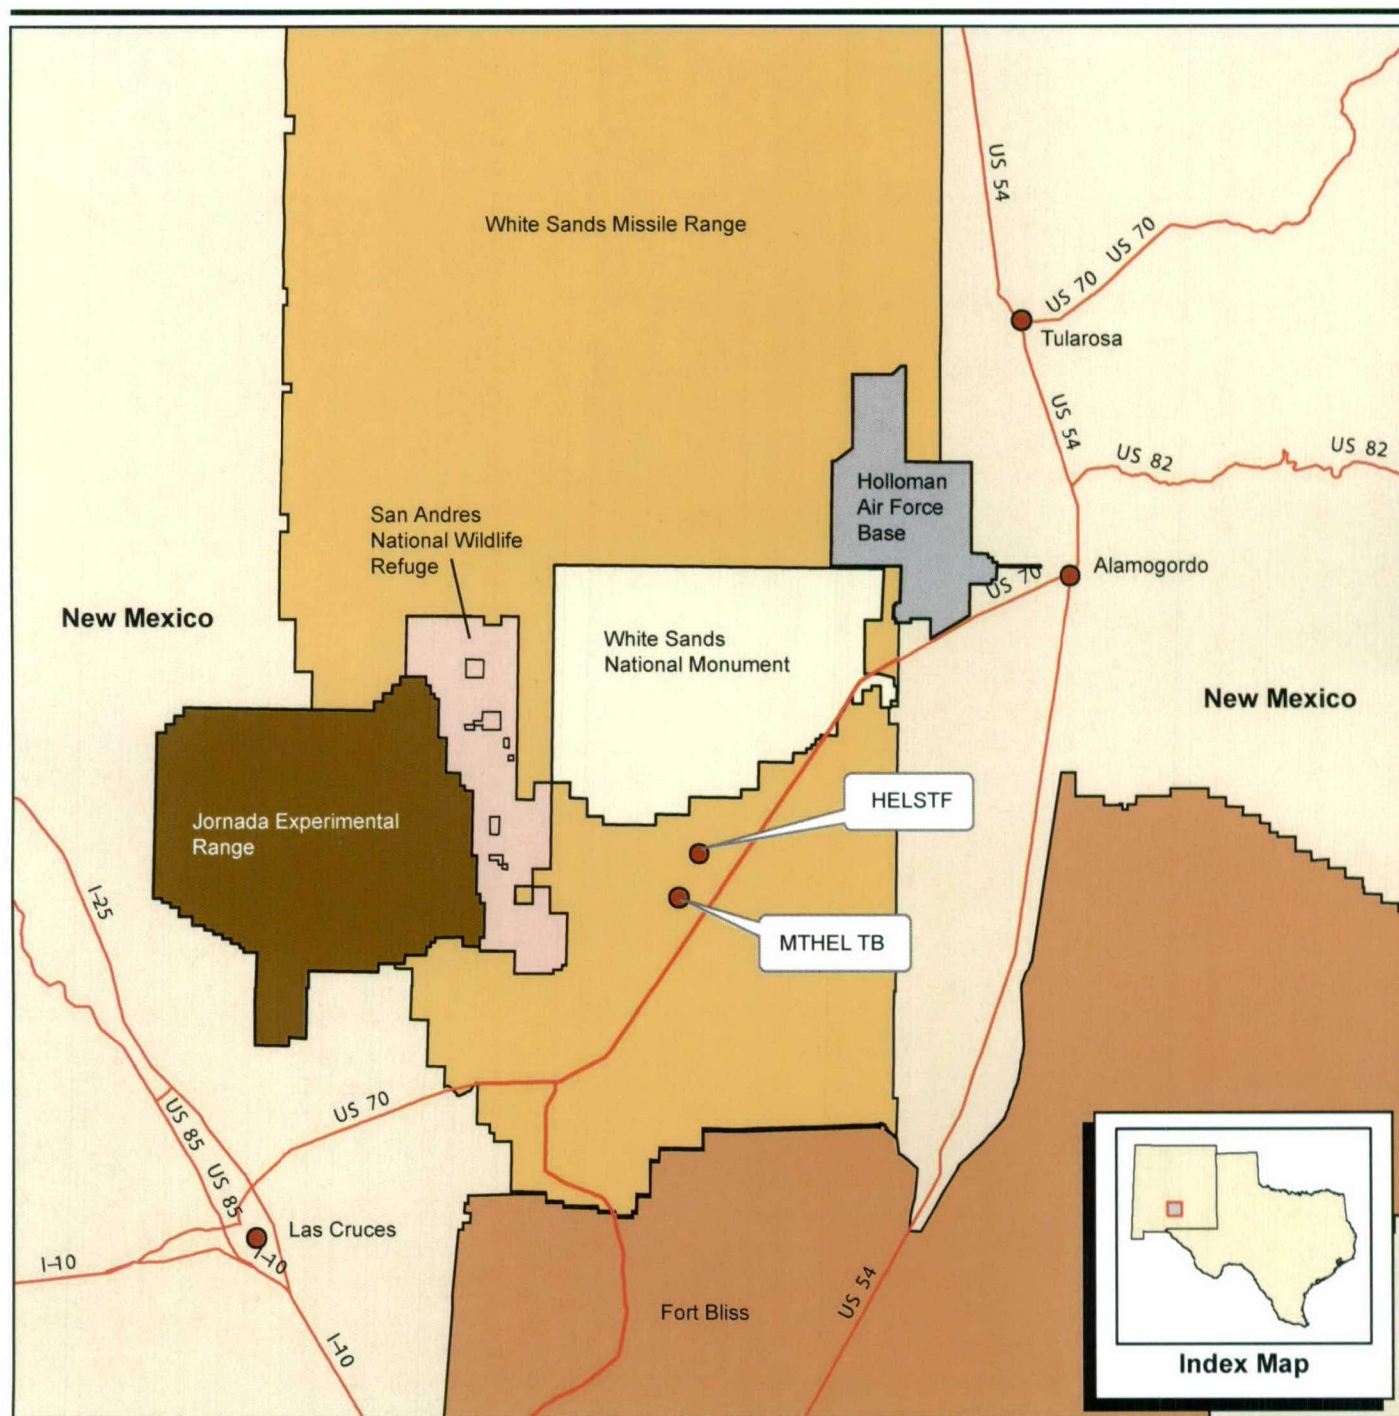 US 54
White Sands Missile Range
US 70
US 70
Tularosa
US 54
US 82
US 82
Holloman
Air Force
Base
San Andres
National Wildlife
Refuge
US 70
Alamogordo
New Mexico
White Sands
National Monument
New Mexico
HELSTF
Jornada Experimental
Range
I-25
MTHEL TB
US 70
US 85
US 85
Las Cruces
I-10
I-10
US 54
Fort Bliss
I-10
Index Map